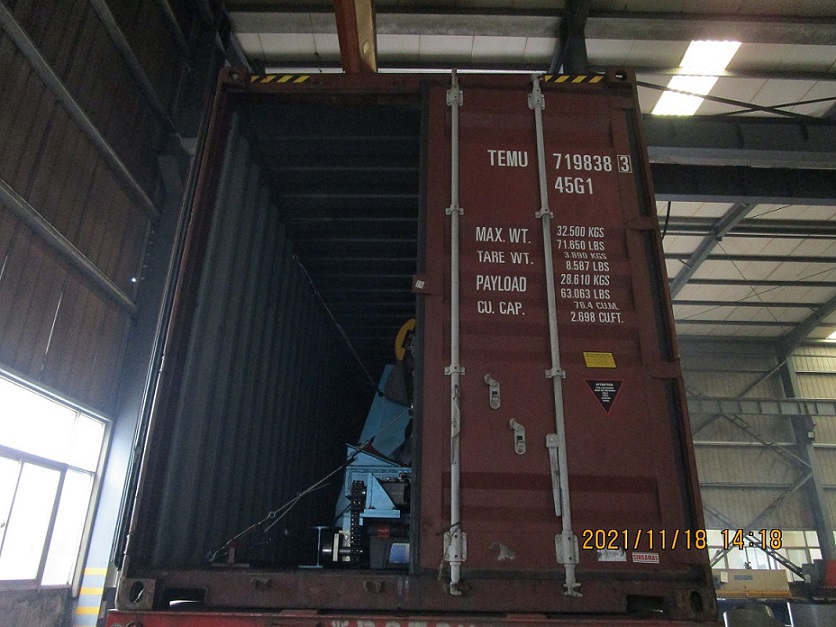 TEMU 719838 3
45G1
MAX. WT. 32.500 KGS
71.650 LBS
TARE WT. 3.890 KGS
8.587 LBS
PAYLOAD 28.610 KGS
63.063 LBS
CU. CAP. 76.4 CU.M.
2.698 CU.FT.
ATTENTION
2021/11/18 14:18